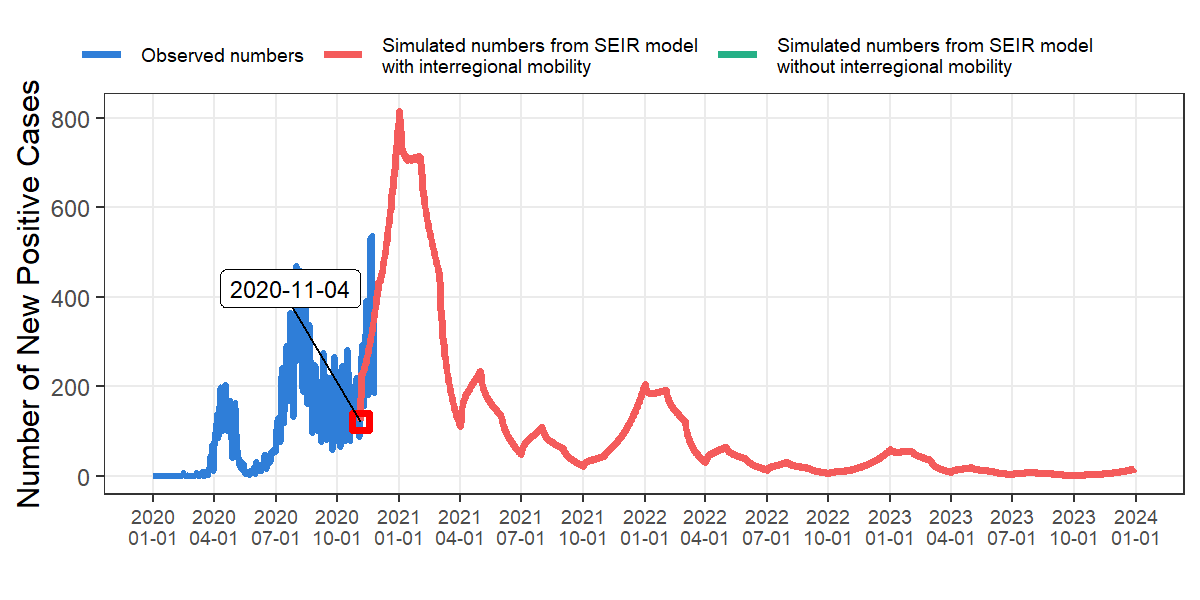 Observed numbers
Simulated numbers from SEIR model
with interregional mobility
Simulated numbers from SEIR model
without interregional mobility
Number of New Positive Cases
800
600
400
200
0
2020-11-04
2020 2020 2020 2020 2021 2021 2021 2021 2022 2022 2022 2022 2023 2023 2023 2023 2024
01-01 04-01 07-01 10-01 01-01 04-01 07-01 10-01 01-01 04-01 07-01 10-01 01-01 04-01 07-01 10-01 01-01